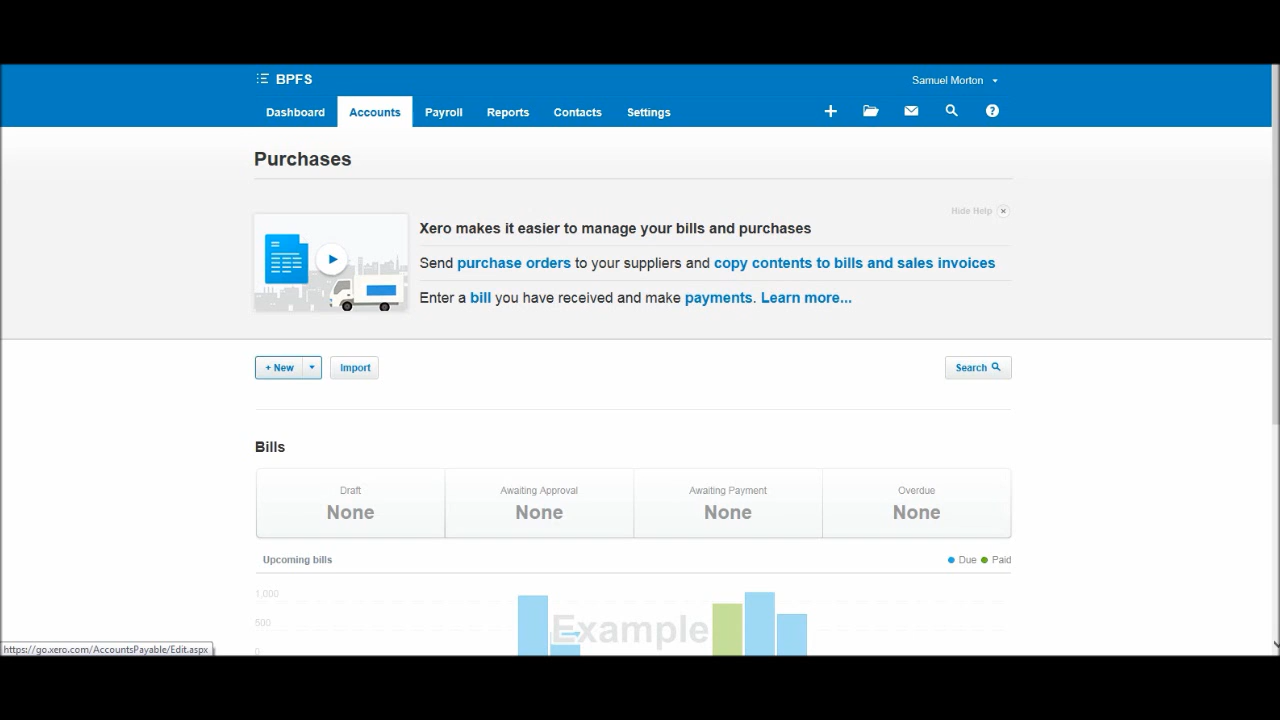 BPFS
Samuel Morton
Dashboard Accounts Payroll Reports Contacts Settings
Purchases
Hide Help
Xero makes it easier to manage your bills and purchases
Send purchase orders to your suppliers and copy contents to bills and sales invoices
Enter a bill you have received and make payments. Learn more...
+ New Import Search
Bills
Draft Awaiting Approval Awaiting Payment Overdue
None None None None
Upcoming bills Due Paid
1,000
500
Example
0
https://go.xero.com/AccountsPayable/Edit.aspx